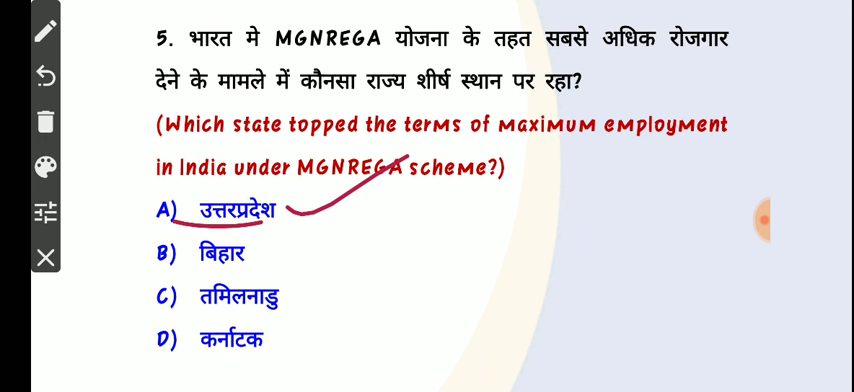 5. भारत मे MGNREGA योजना के तहत सबसे अधिक रोजगार
देने के मामले में कौनसा राज्य शीर्ष स्थान पर रहा?
(Which state topped the terms of maximum employment
in India under MGNREGA scheme?)
A) उत्तरप्रदेश
B) बिहार
C) तमिलनाडु
D) कर्नाटक